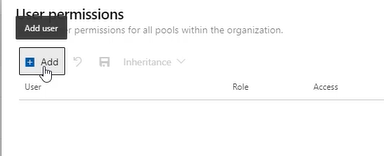 User permissions
Add user
r permissions for all pools within the organization.
Add
Inheritance
User Role Access